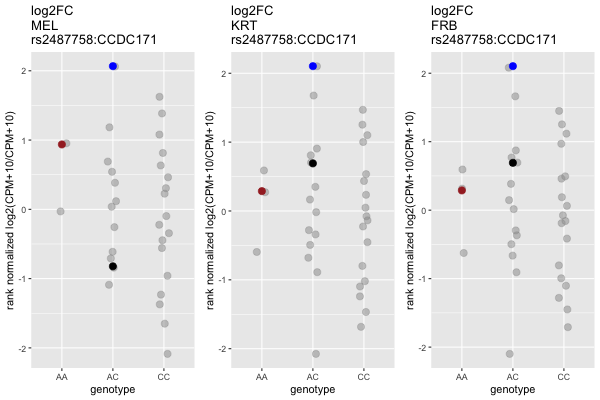 log2FC
MEL
rs2487758:CCDC171
rank normalized log2(CPM+10/CPM+10)
2
1
0
-1
-2
AA
AC
CC
genotype
log2FC
KRT
rs2487758:CCDC171
rank normalized log2(CPM+10/CPM+10)
2
1
0
-1
-2
AA
AC
CC
genotype
log2FC
FRB
rs2487758:CCDC171
rank normalized log2(CPM+10/CPM+10)
2
1
0
-1
-2
AA
AC
CC
genotype